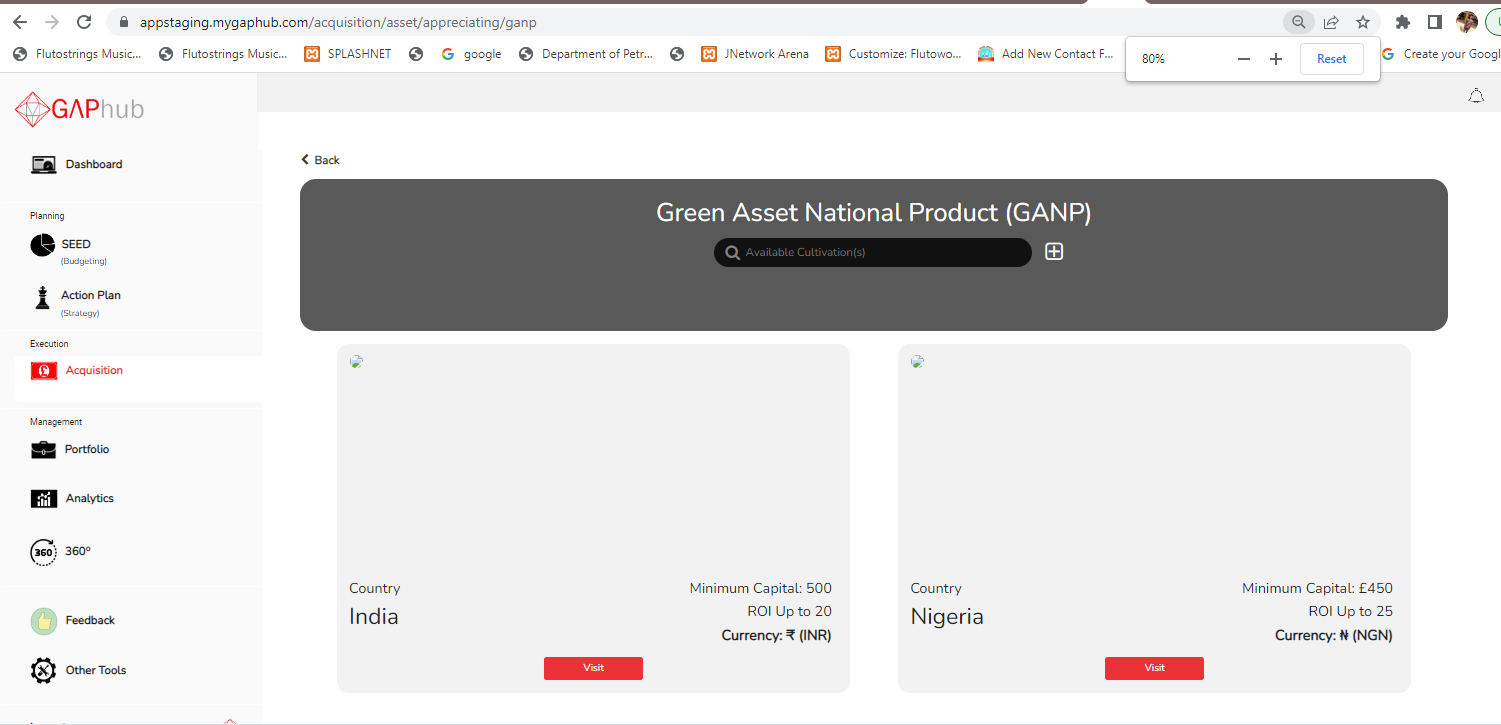 appstaging.mygaphub.com/acquisition/asset/appreciating/ganp
Flutostrings Music...
Flutostrings Music...
SPLASHNET
google
Department of Petr...
JNetwork Arena
Customize: Flutowo...
Add New Contact F...
Create your Googl
80%
Reset
GAPhub
Dashboard
Planning
SEED
(Budgeting)
Action Plan
(Strategy)
Execution
Acquisition
Management
Portfolio
Analytics
360
360º
Feedback
Other Tools
Back
Green Asset National Product (GANP)
Available Cultivation(s)
Country
India
Minimum Capital: 500
ROI Up to 20
Currency: ₹ (INR)
Visit
Country
Nigeria
Minimum Capital: £450
ROI Up to 25
Currency: ₦ (NGN)
Visit